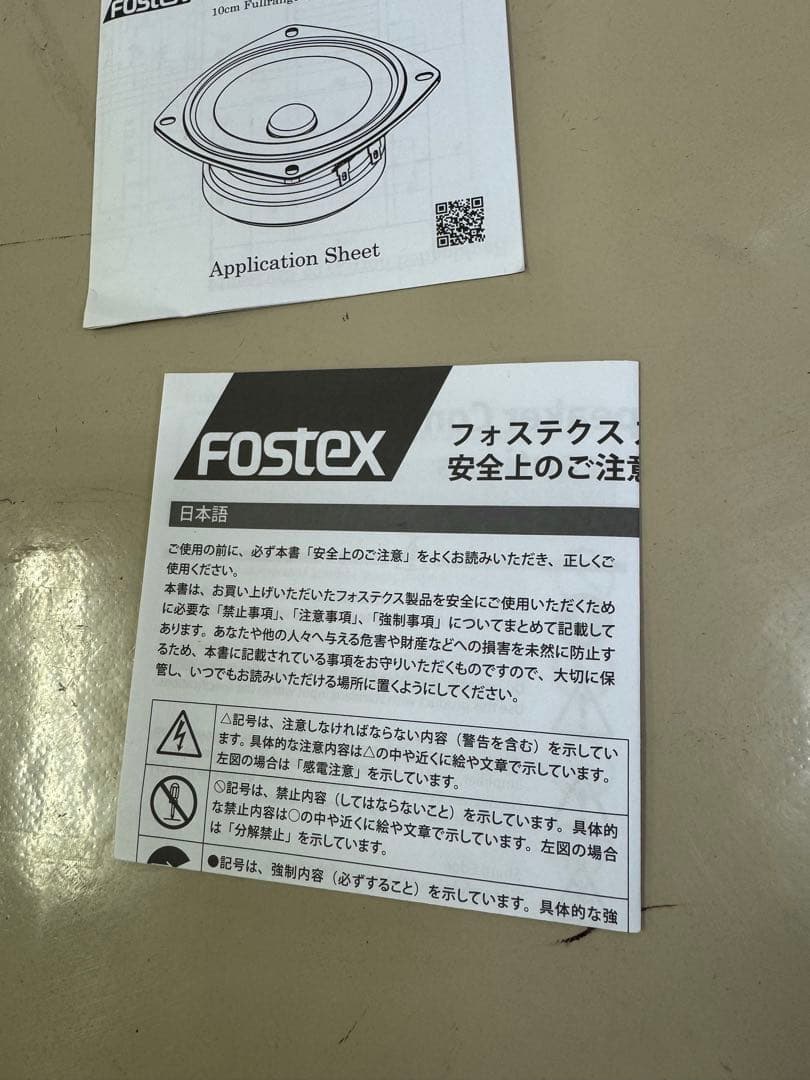 FOSTEX
10cm Fullrange
Application Sheet
FOSTEX
フォステクス
安全上のご注意
日本語
ご使用の前に、必ず本書「安全上のご注意」をよくお読みいただき、正しくご
使用ください。
本書は、お買い上げいただいたフォステクス製品を安全にご使用いただくため
に必要な「禁止事項」、「注意事項」、「強制事項」についてまとめて記載して
あります。あなたや他の人々へ与える危害や財産などへの損害を未然に防止す
るため、本書に記載されている事項をお守りいただくものですので、大切に保
管し、いつでもお読みいただける場所に置くようにしてください。
△記号は、注意しなければならない内容（警告を含む）を示してい
ます。具体的な注意内容は△の中や近くに絵や文章で示しています。
左図の場合は「感電注意」を示しています。
⃠記号は、禁止内容（してはならないこと）を示しています。具体的
な禁止内容は○の中や近くに絵や文章で示しています。左図の場合
は「分解禁止」を示しています。
●記号は、強制内容（必ずすること）を示しています。具体的な強